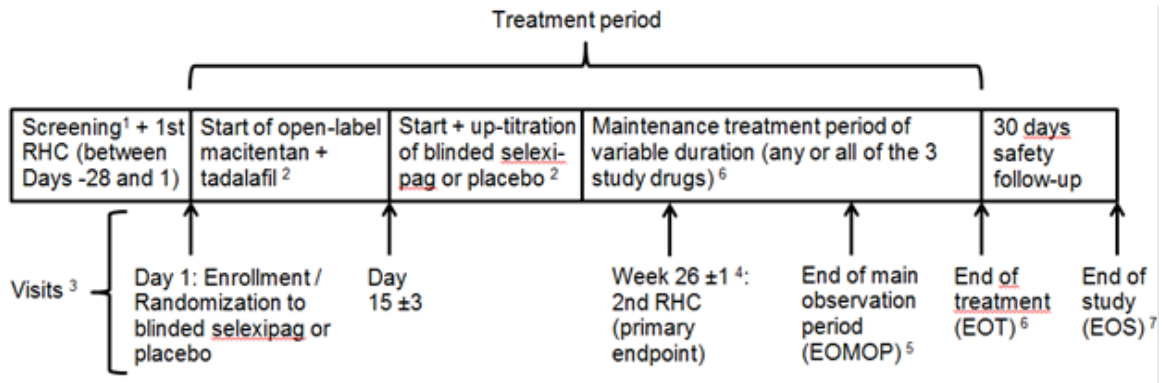 Treatment period
Screening¹ + 1st
RHC (between
Days -28 and 1)
Start of open-label
macitentan +
tadalafil ²
Start + up-titration
of blinded selexi-
pag or placebo ²
Maintenance treatment period of
variable duration (any or all of the 3
study drugs) ⁶
30 days
safety
follow-up
Visits ³
Day 1: Enrollment /
Randomization to
blinded selexipag or
placebo
Day
15 ±3
Week 26 ±1 ⁴:
2nd RHC
(primary
endpoint)
End of main
observation
period
(EOMOP) ⁵
End of
treatment
(EOT) ⁶
End of
study
(EOS) ⁷